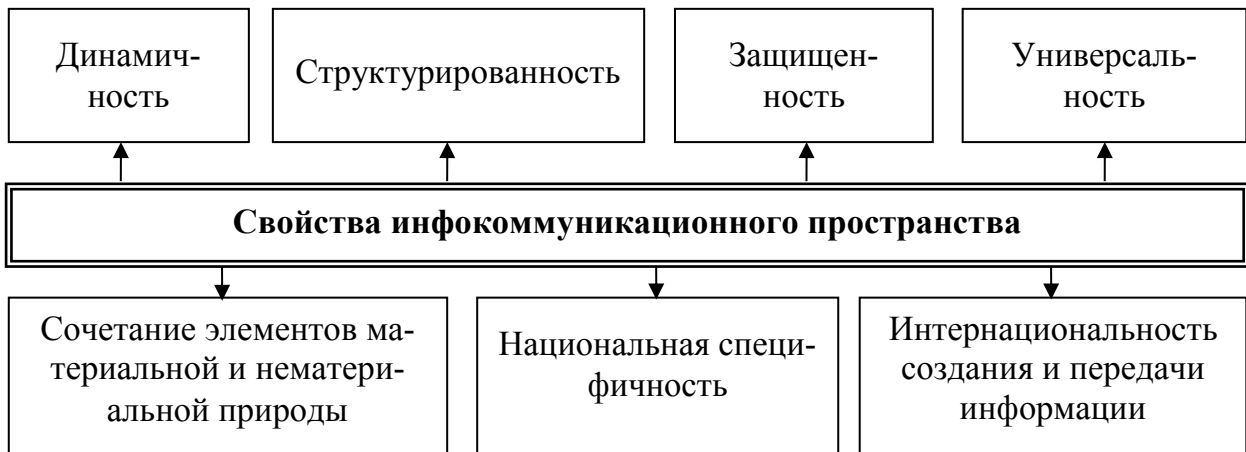 Динамич-
ность
Структурированность
Защищен-
ность
Универсаль-
ность
Свойства инфокоммуникационного пространства
Сочетание элементов ма-
териальной и нематери-
альной природы
Национальная специ-
фичность
Интернациональность
создания и передачи
информации